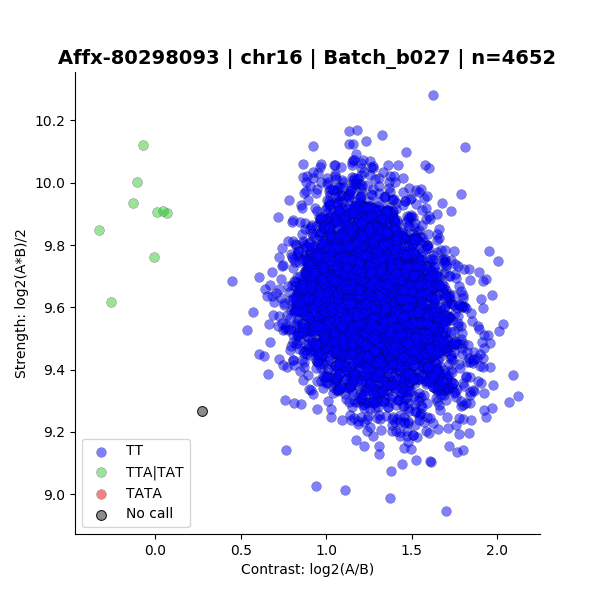 Affx-80298093 | chr16 | Batch_b027 | n=4652
Strength: log2(A*B)/2
10.2
10.0
9.8
9.6
9.4
9.2
9.0
TT
TTA|TAT
TATA
No call
0.0 0.5 1.0 1.5 2.0
Contrast: log2(A/B)